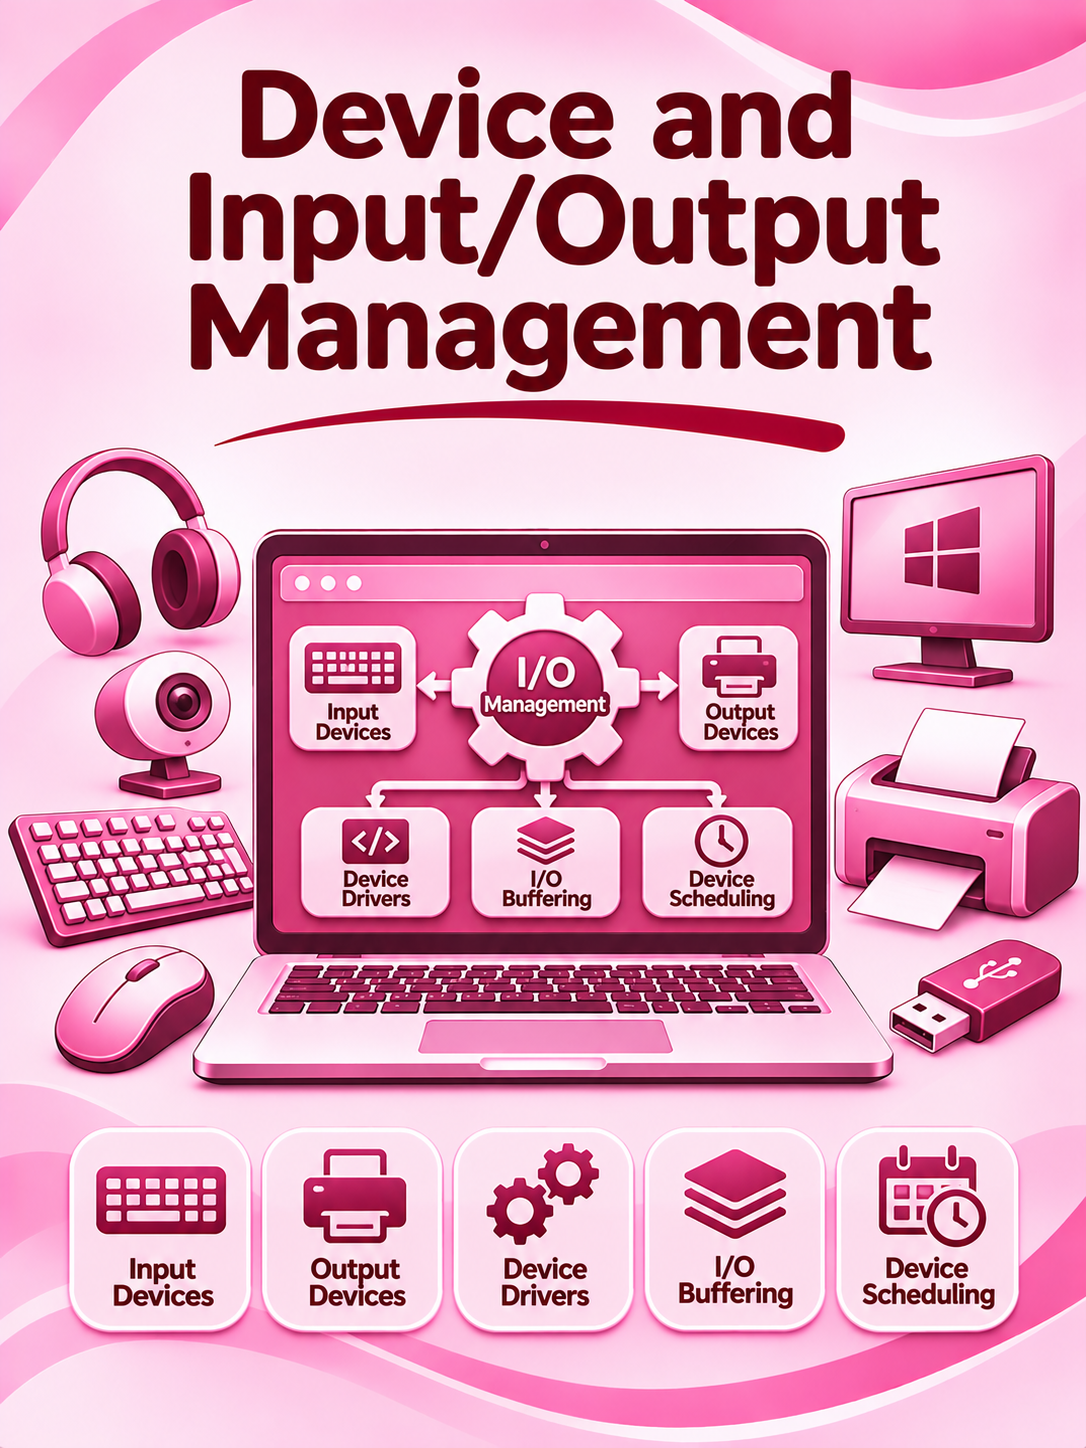 Device and
Input/Output
Management
I/O
Management
Input
Devices
Output
Devices
</>
Device
Drivers
I/O
Buffering
Device
Scheduling
Input
Devices
Output
Devices
Device
Drivers
I/O
Buffering
Device
Scheduling